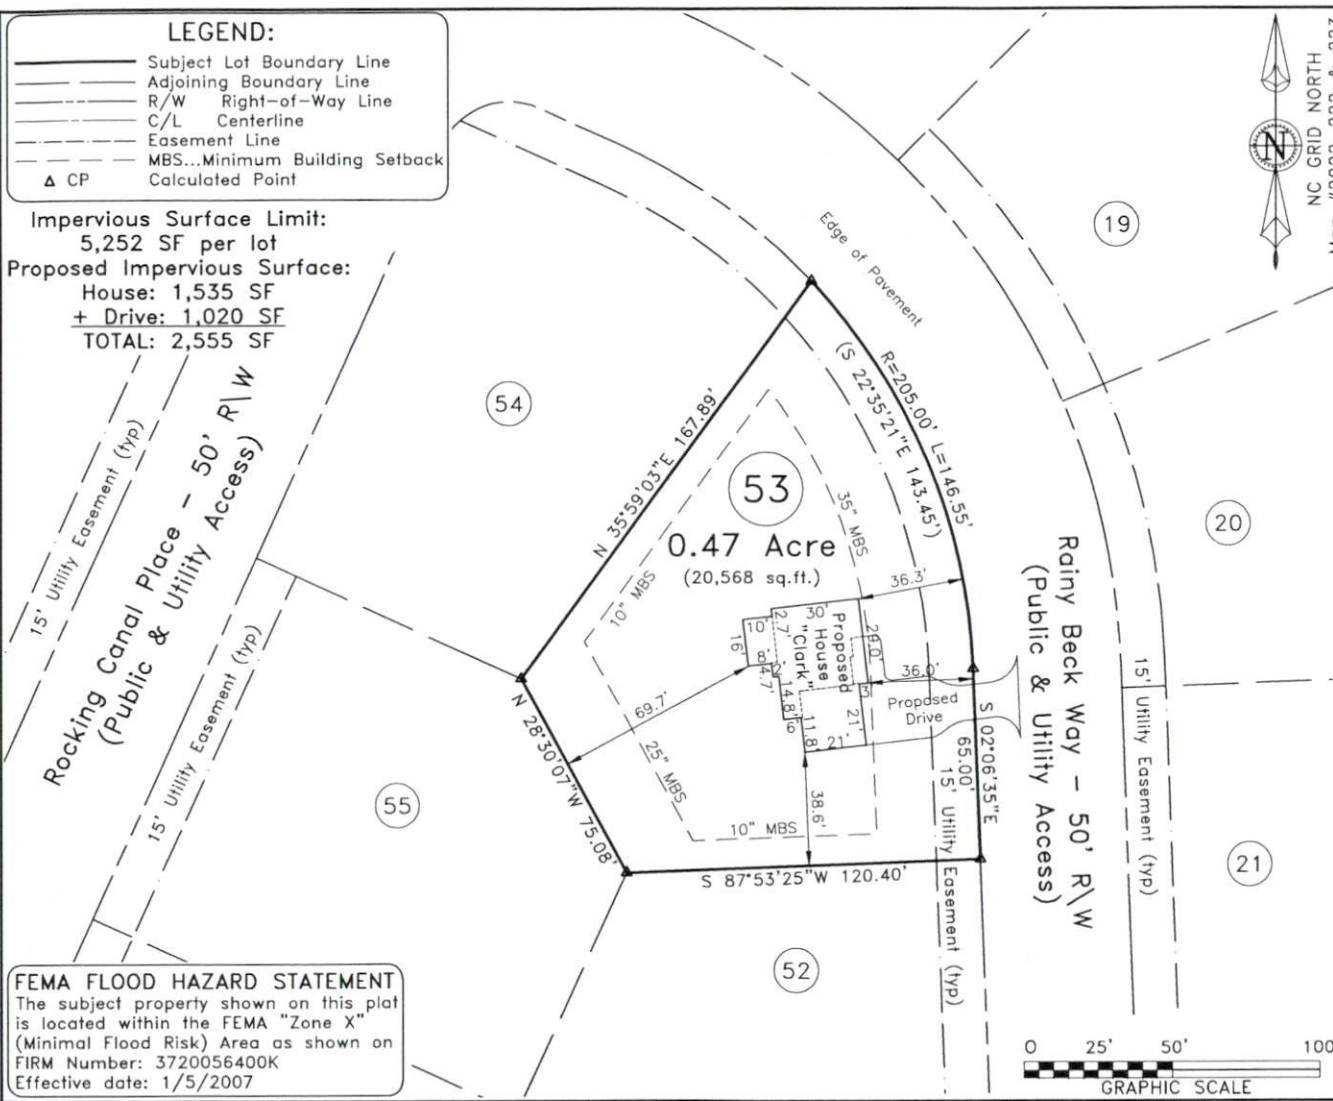 LEGEND:
Subject Lot Boundary Line
Adjoining Boundary Line
R/W Right-of-Way Line
C/L Centerline
Easement Line
MBS...Minimum Building Setback
CP Calculated Point
Impervious Surface Limit:
5,252 SF per lot
Proposed Impervious Surface:
House: 1,535 SF
+ Drive: 1,020 SF
TOTAL: 2,555 SF
N
NC GRID NORTH
19
20
21
54
55
52
53
0.47 Acre
(20,568 sq.ft.)
Edge of Pavement
R=205.00' L=146.55'
(S 22°35'21"E 143.45')
N 35°59'03"E 167.89'
35" MBS
10" MBS
25" MBS
10" MBS
36.3'
36.0'
69.7'
38.6'
30'
2.7'
10'
16'
8'
2'
4.7'
14.8'
6'
11.8'
21'
21'
3'
29.0'
Proposed
House
"Clark"
Proposed
Drive
N 28°30'07"W 75.08'
S 87°53'25"W 120.40'
S 02°06'35"E
65.00'
15' Utility Easement (typ)
15' Utility Easement (typ)
15' Utility Easement (typ)
15' Utility Easement (typ)
Rocking Canal Place - 50' R\W
(Public & Utility Access)
Rainy Beck Way - 50' R\W
(Public & Utility Access)
FEMA FLOOD HAZARD STATEMENT
The subject property shown on this plat
is located within the FEMA "Zone X"
(Minimal Flood Risk) Area as shown on
FIRM Number: 3720056400K
Effective date: 1/5/2007
0 25' 50' 100
GRAPHIC SCALE